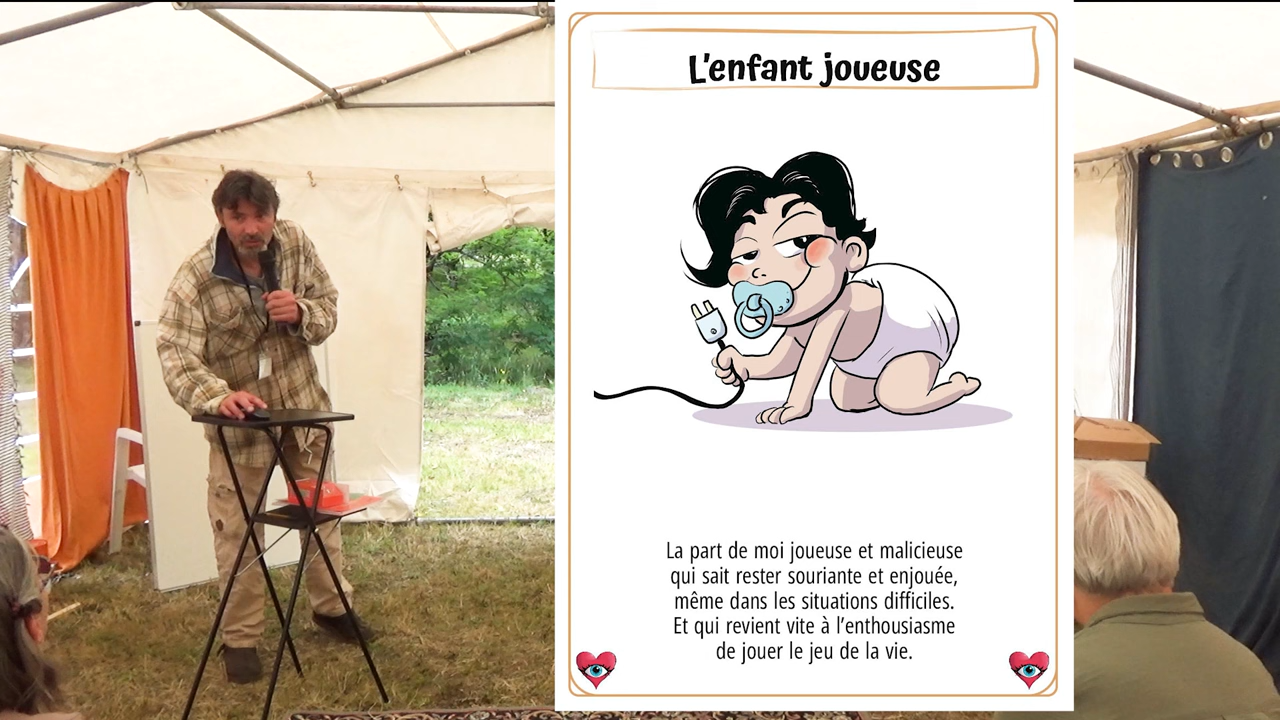 L'enfant joueuse
La part de moi joueuse et malicieuse
qui sait rester souriante et enjouée,
même dans les situations difficiles.
Et qui revient vite à l'enthousiasme
de jouer le jeu de la vie.